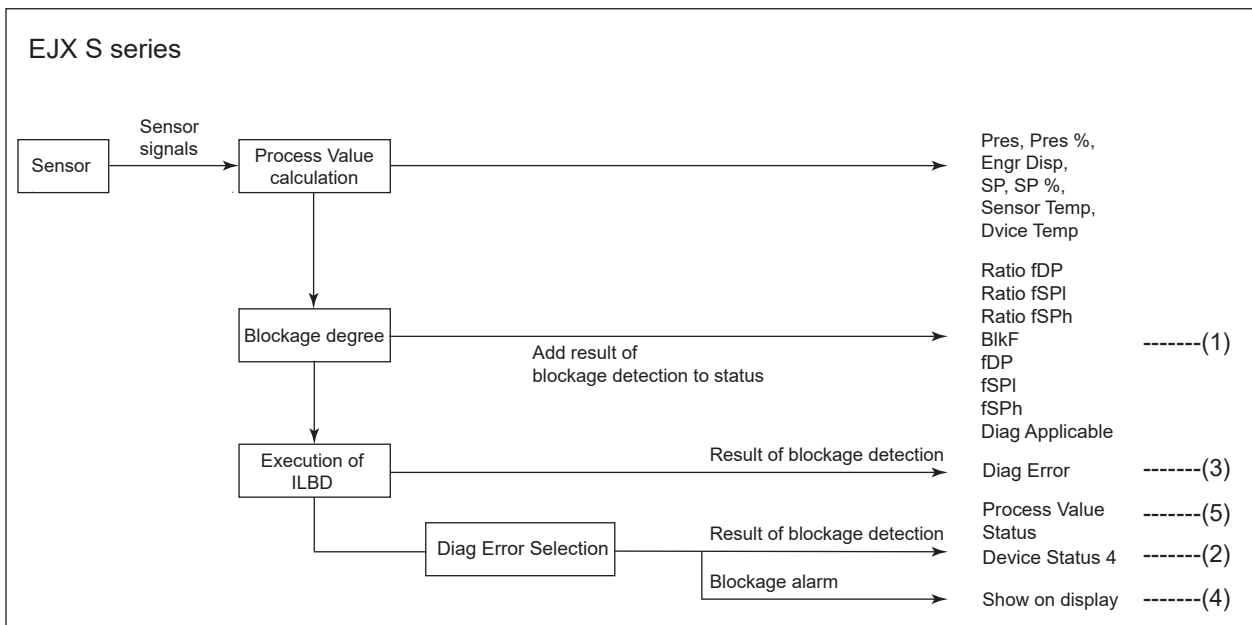 EJX S series
Sensor
Sensor
signals
Process Value
calculation
Pres, Pres %,
Engr Disp,
SP, SP %,
Sensor Temp,
Dvice Temp
Blockage degree
Add result of
blockage detection to status
Ratio fDP
Ratio fSPl
Ratio fSPh
BlkF
fDP
fSPl
fSPh
Diag Applicable
-------(1)
Execution of
ILBD
Result of blockage detection
Diag Error
-------(3)
Diag Error Selection
Result of blockage detection
Process Value
Status
-------(5)
Device Status 4
-------(2)
Blockage alarm
Show on display
-------(4)